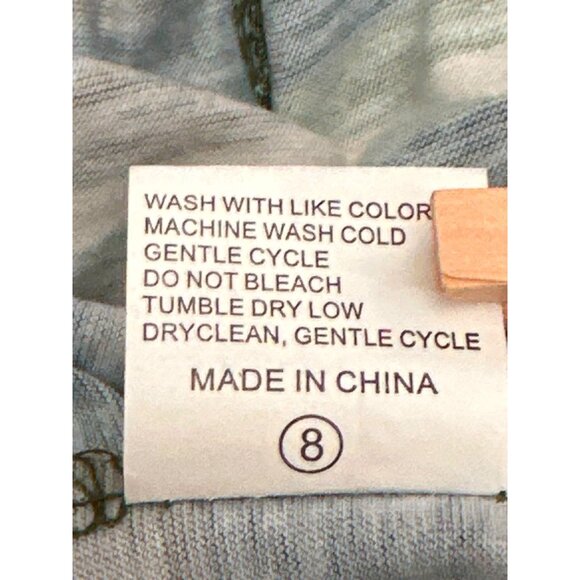 WASH WITH LIKE COLOR
MACHINE WASH COLD
GENTLE CYCLE
DO NOT BLEACH
TUMBLE DRY LOW
DRYCLEAN, GENTLE CYCLE
MADE IN CHINA
8